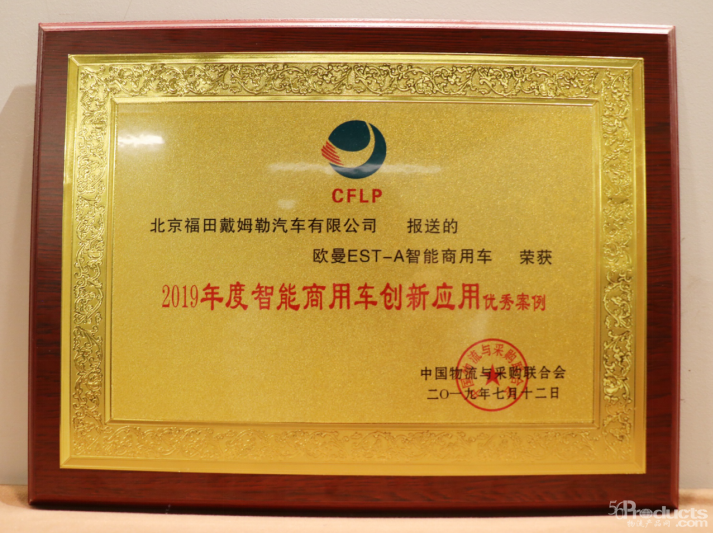 CFLP
北京福田戴姆勒汽车有限公司 报送的
欧曼EST-A智能商用车 荣获
2019年度智能商用车创新应用优秀案例
中国物流与采购联合会
二〇一九年七月十二日
56Products.com